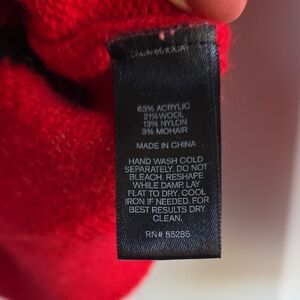 63% ACRYLIC
21% WOOL
13% NYLON
3% MOHAIR
MADE IN CHINA
HAND WASH COLD
SEPARATELY. DO NOT
BLEACH. RESHAPE
WHILE DAMP. LAY
FLAT TO DRY. COOL
IRON IF NEEDED. FOR
BEST RESULTS DRY
CLEAN.
RN# 55285